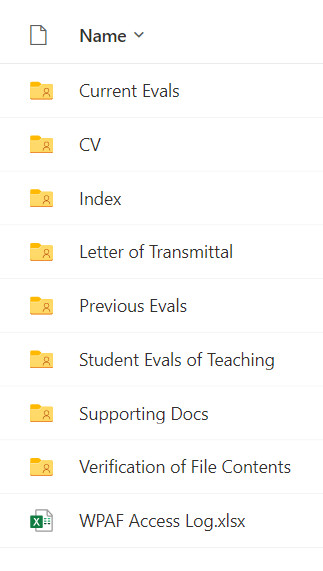 Name
Current Evals
CV
Index
Letter of Transmittal
Previous Evals
Student Evals of Teaching
Supporting Docs
Verification of File Contents
WPAF Access Log.xlsx